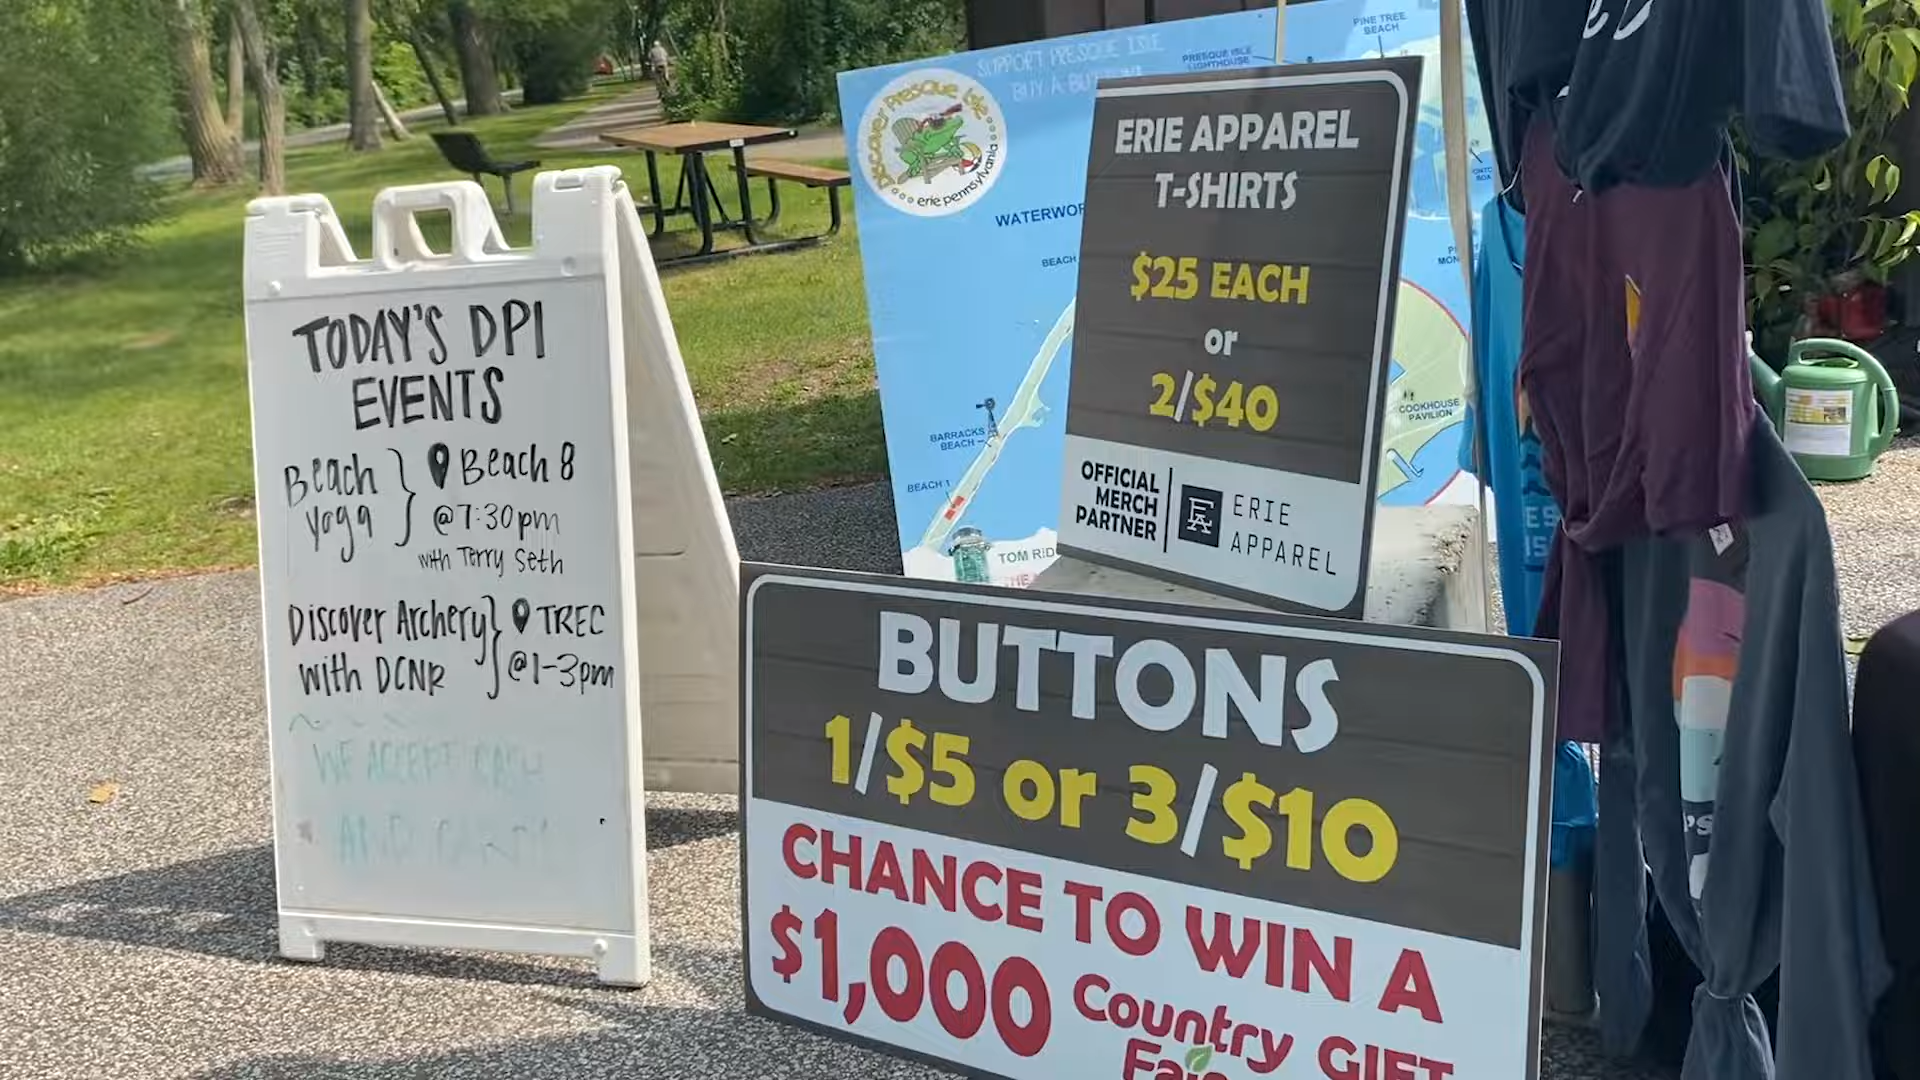 TODAY'S DPI
EVENTS
Beach
Yoga
Beach 8
@7:30pm
with Terry Seth
Discover Archery
with DCNR
TREC
@1-3pm
WE ACCEPT CASH
AND
SUPPORT PRESQUE ISLE
BUY A BUTTON!
Discover Presque Isle
erie pennsylvania
PRESQUE ISLE
LIGHTHOUSE
PINE TREE
BEACH
BEACH
BARRACKS
BEACH
BEACH 1
TOM
COOKHOUSE
PAVILION
ERIE APPAREL
T-SHIRTS
$25 EACH
or
2/$40
OFFICIAL
MERCH
PARTNER
ERIE
APPAREL
BUTTONS
1/$5 or 3/$10
CHANCE TO WIN A
$1,000 Country GIFT